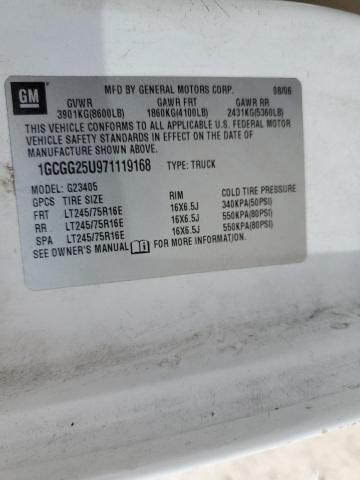 GM
MFD BY GENERAL MOTORS CORP. 08/06
GVWR GAWR FRT GAWR RR
3901KG(8600LB) 1860KG(4100LB) 2431KG(5360LB)
THIS VEHICLE CONFORMS TO ALL APPLICABLE U.S. FEDERAL MOTOR
VEHICLE SAFETY STANDARDS IN EFFECT ON THE DATE OF
MANUFACTURE SHOWN ABOVE.
1GCGG25U971119168 TYPE: TRUCK
MODEL: G23405
GPCS TIRE SIZE RIM COLD TIRE PRESSURE
FRT LT245/75R16E 16X6.5J 340KPA(50PSI)
RR LT245/75R16E 16X6.5J 550KPA(80PSI)
SPA LT245/75R16E 16X6.5J 550KPA(80PSI)
SEE OWNER'S MANUAL FOR MORE INFORMATION